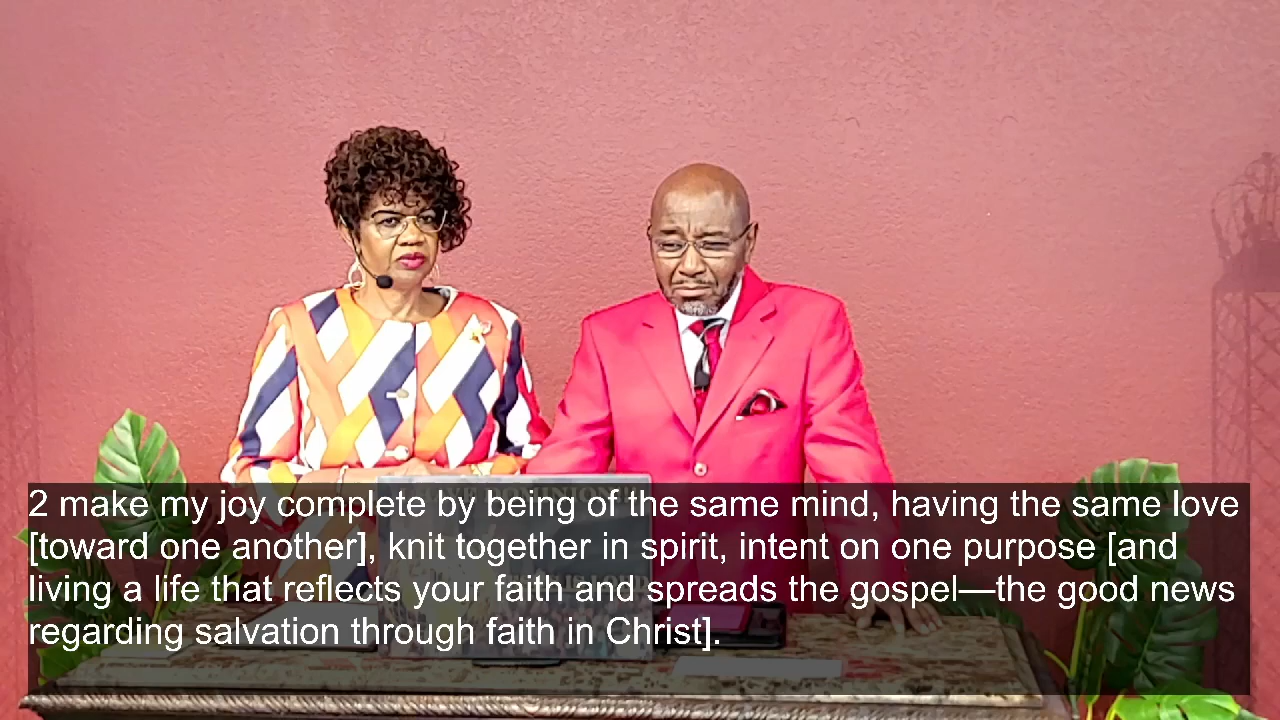 2 make my joy complete by being of the same mind, having the same love
[toward one another], knit together in spirit, intent on one purpose [and
living a life that reflects your faith and spreads the gospel—the good news
regarding salvation through faith in Christ].